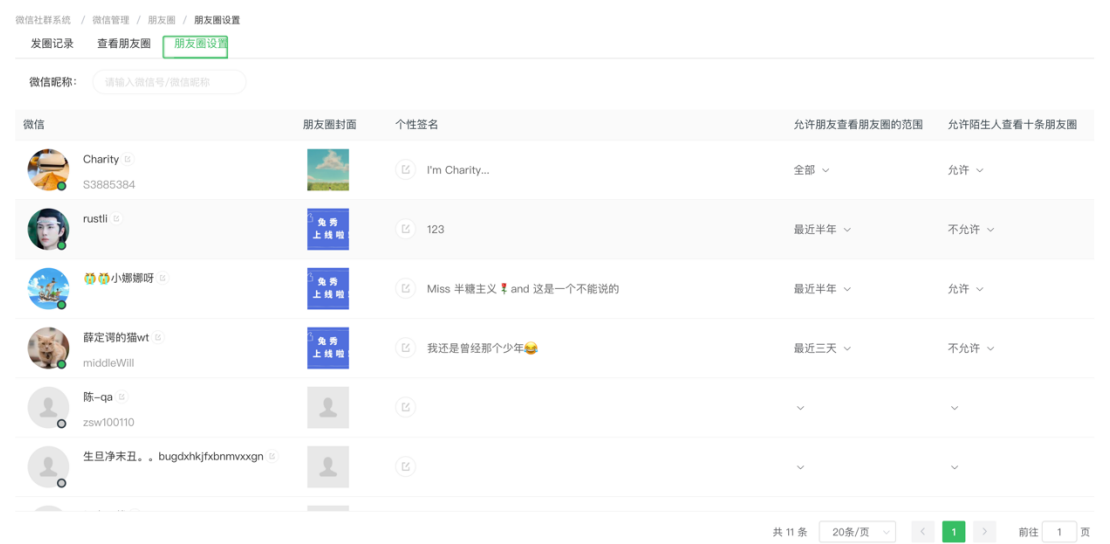 微信社群系统 / 微信管理 / 朋友圈 / 朋友圈设置
发圈记录 查看朋友圈 朋友圈设置
微信昵称: 请输入微信号/微信昵称
微信 朋友圈封面 个性签名 允许朋友查看朋友圈的范围 允许陌生人查看十条朋友圈
Charity
S3885384
I'm Charity...
全部
允许
rustli
兔秀
上线啦
123
最近半年
不允许
小娜娜呀
兔秀
上线啦
Miss 半糖主义🌹and 这是一个不能说的
最近半年
允许
薛定谔的猫wt
middleWill
兔秀
上线啦
我还是曾经那个少年😂
最近三天
不允许
陈-qa
zsw100110
生旦净末丑。。bugdxhkjfxbnmvxxgn
共 11 条 20条/页 1 前往 1 页